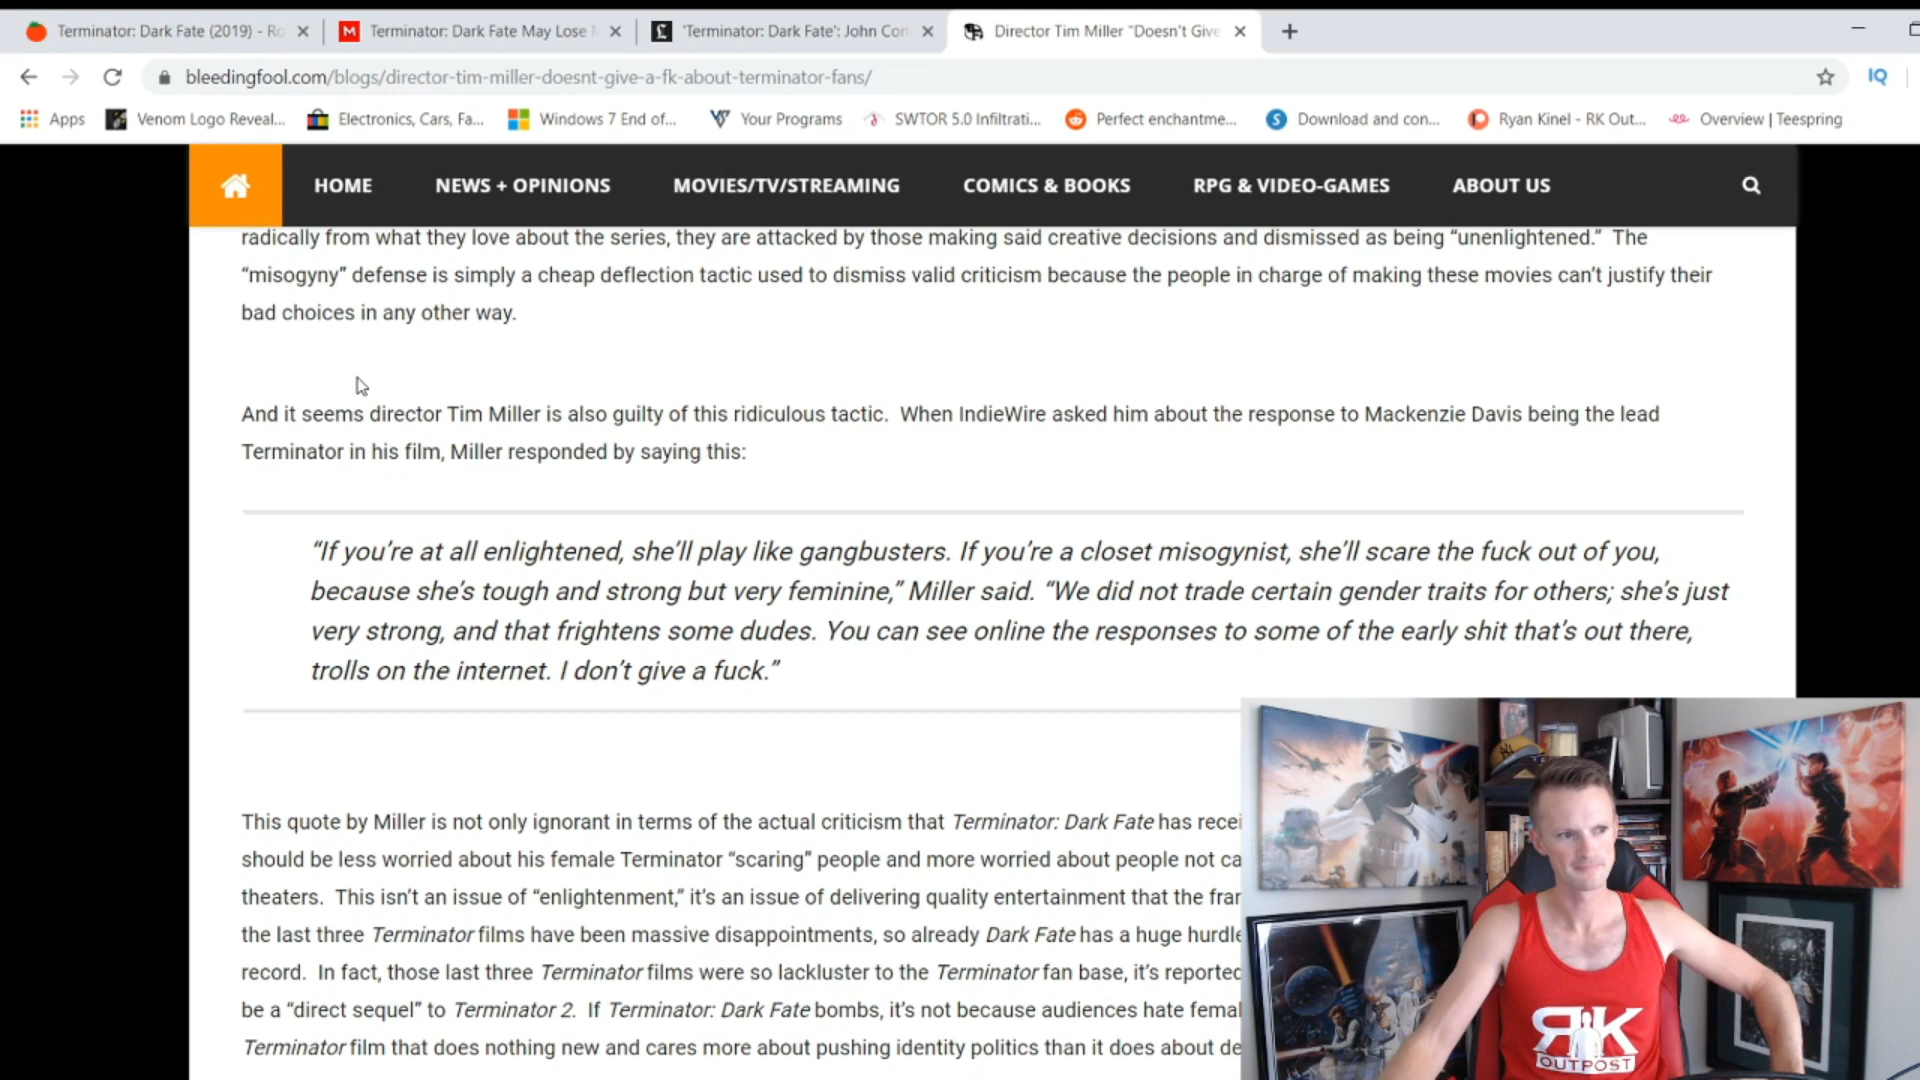 Terminator: Dark Fate (2019) - Ro
Terminator: Dark Fate May Lose
'Terminator: Dark Fate': John Con
Director Tim Miller "Doesn't Give
bleedingfool.com/blogs/director-tim-miller-doesnt-give-a-fk-about-terminator-fans/
IQ
Apps
Venom Logo Reveal...
Electronics, Cars, Fa...
Windows 7 End of...
Your Programs
SWTOR 5.0 Infiltrati...
Perfect enchantme...
Download and con...
Ryan Kinel - RK Out...
Overview | Teespring
HOME
NEWS + OPINIONS
MOVIES/TV/STREAMING
COMICS & BOOKS
RPG & VIDEO-GAMES
ABOUT US
radically from what they love about the series, they are attacked by those making said creative decisions and dismissed as being “unenlightened.” The
“misogyny” defense is simply a cheap deflection tactic used to dismiss valid criticism because the people in charge of making these movies can’t justify their
bad choices in any other way.
And it seems director Tim Miller is also guilty of this ridiculous tactic. When IndieWire asked him about the response to Mackenzie Davis being the lead
Terminator in his film, Miller responded by saying this:
“If you’re at all enlightened, she’ll play like gangbusters. If you’re a closet misogynist, she’ll scare the fuck out of you,
because she’s tough and strong but very feminine,” Miller said. “We did not trade certain gender traits for others; she’s just
very strong, and that frightens some dudes. You can see online the responses to some of the early shit that’s out there,
trolls on the internet. I don’t give a fuck.”
This quote by Miller is not only ignorant in terms of the actual criticism that Terminator: Dark Fate has recei
should be less worried about his female Terminator “scaring” people and more worried about people not ca
theaters. This isn’t an issue of “enlightenment,” it’s an issue of delivering quality entertainment that the fran
the last three Terminator films have been massive disappointments, so already Dark Fate has a huge hurdle
record. In fact, those last three Terminator films were so lackluster to the Terminator fan base, it’s reported
be a “direct sequel” to Terminator 2. If Terminator: Dark Fate bombs, it’s not because audiences hate femal
Terminator film that does nothing new and cares more about pushing identity politics than it does about de
RK
OUTPOST